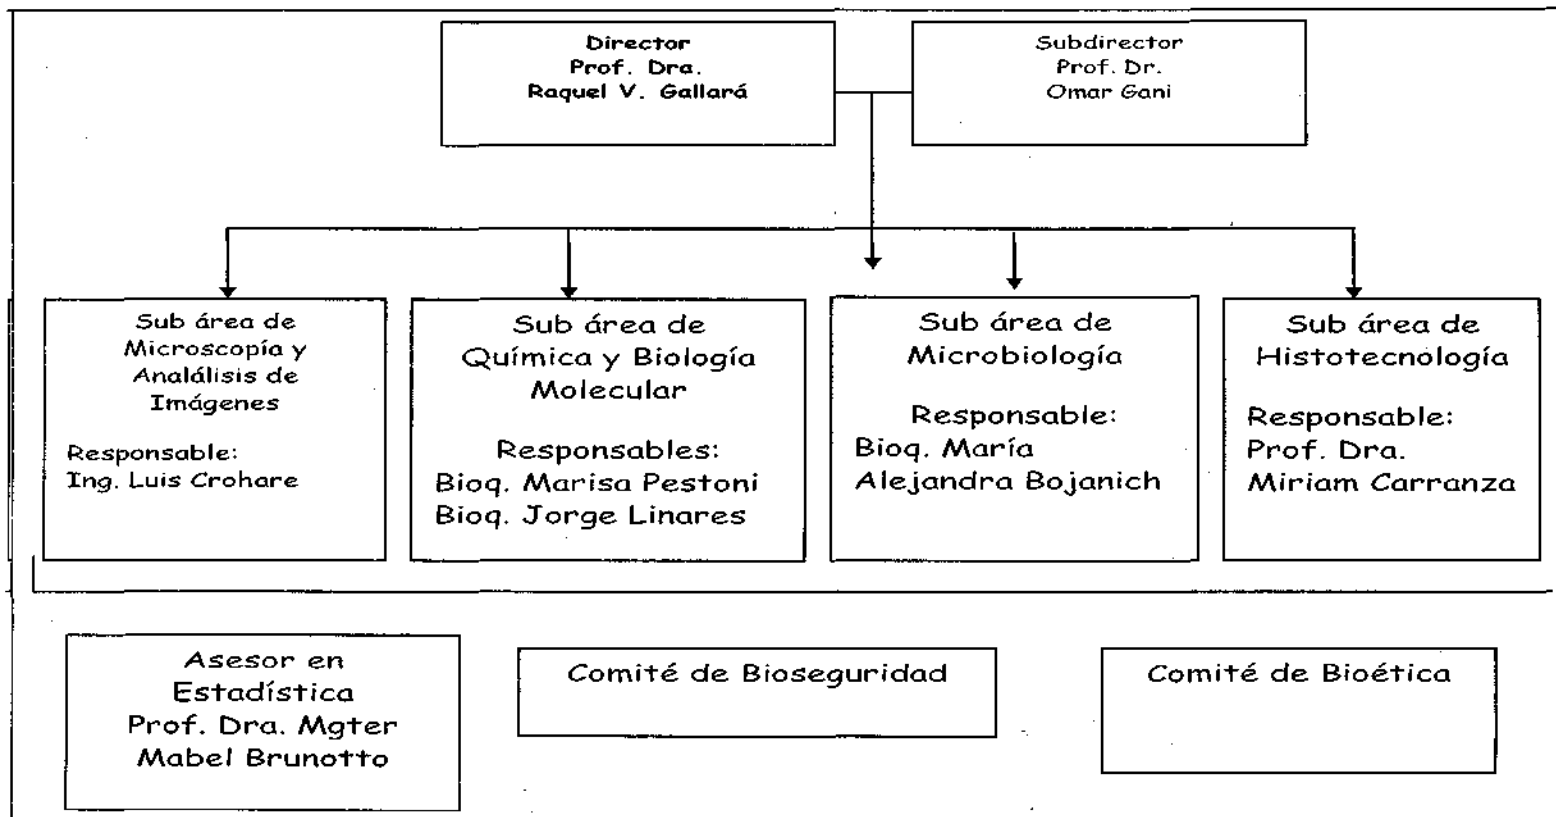 Director
Prof. Dra.
Raquel V. Gallará
Subdirector
Prof. Dr.
Omar Gani
Sub área de
Microscopía y
Analálisis de
Imágenes
Responsable:
Ing. Luis Crohare
Sub área de
Química y Biología
Molecular
Responsables:
Bioq. Marisa Pestoni
Bioq. Jorge Linares
Sub área de
Microbiología
Responsable:
Bioq. María
Alejandra Bojanich
Sub área de
Histotecnología
Responsable:
Prof. Dra.
Miriam Carranza
Asesor en
Estadística
Prof. Dra. Mgter
Mabel Brunotto
Comité de Bioseguridad
Comité de Bioética